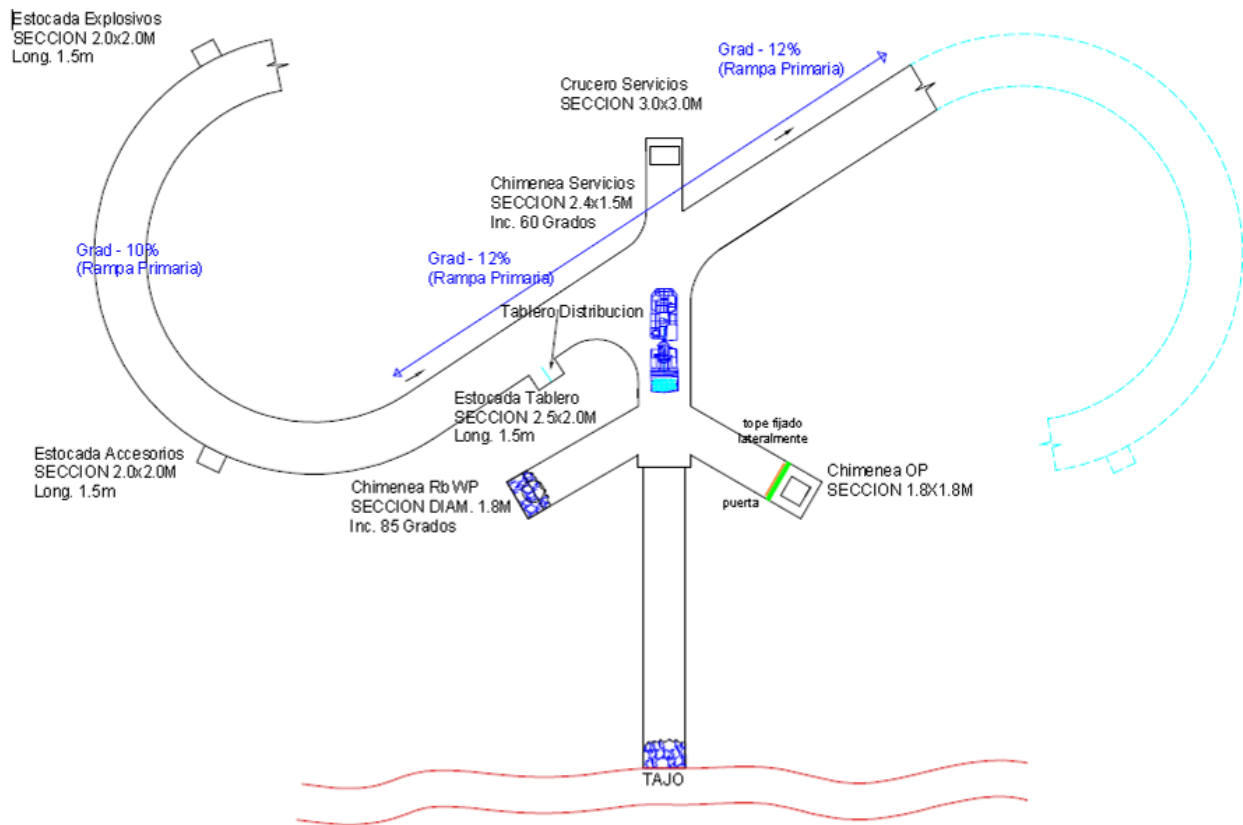 Estocada Explosivos
SECCION 2.0x2.0M
Long. 1.5m
Grad - 12%
(Rampa Primaria)
Crucero Servicios
SECCION 3.0x3.0M
Chimenea Servicios
SECCION 2.4x1.5M
Inc. 60 Grados
Grad - 10%
(Rampa Primaria)
Grad - 12%
(Rampa Primaria)
Tablero Distribucion
Estocada Tablero
SECCION 2.5x2.0M
Long. 1.5m
tope fijado
lateralmente
Estocada Accesorios
SECCION 2.0x2.0M
Long. 1.5m
Chimenea Rb WP
SECCION DIAM. 1.8M
Inc. 85 Grados
Chimenea OP
SECCION 1.8X1.8M
puerta
TAJO